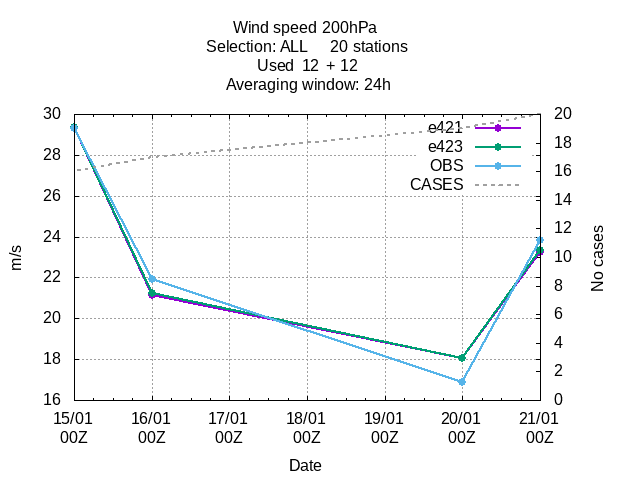 Wind speed 200hPa
Selection: ALL 20 stations
Used 12 + 12
Averaging window: 24h
30 20
28 18
26 16
24 14
22 12
20 10
18 8
16 6
4
2
0
e421
e423
OBS
CASES
m/s
No cases
15/01 16/01 17/01 18/01 19/01 20/01 21/01
00Z 00Z 00Z 00Z 00Z 00Z 00Z
Date